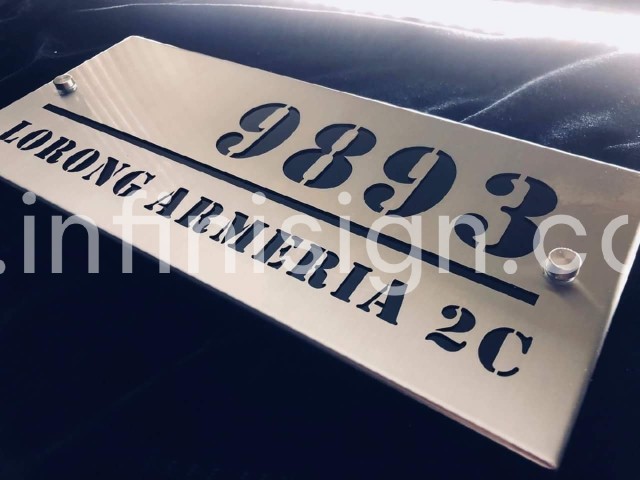 9893
LORONG ARMERIA 2C
.infinisign.co